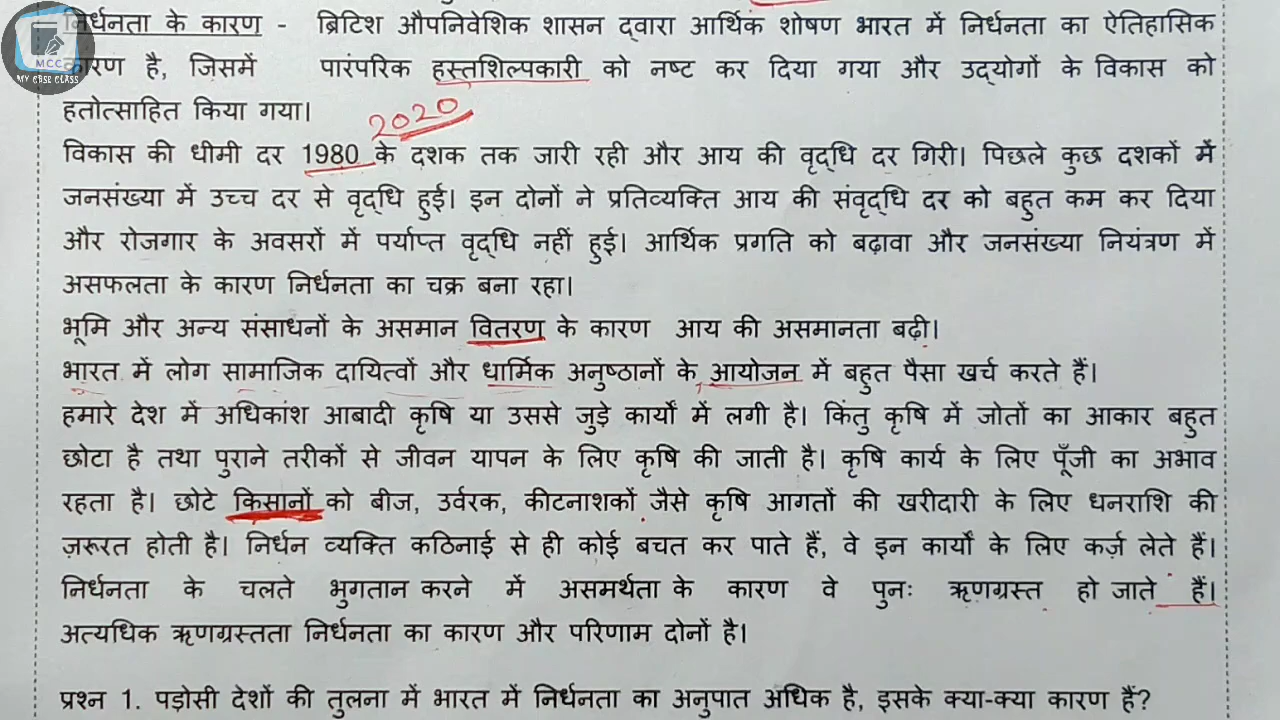 निर्धनता के कारण - ब्रिटिश औपनिवेशिक शासन द्वारा आर्थिक शोषण भारत में निर्धनता का ऐतिहासिक
MCC
MY CBSE CLASS
कारण है, जिसमें पारंपरिक हस्तशिल्पकारी को नष्ट कर दिया गया और उद्योगों के विकास को
हतोत्साहित किया गया।
2020
विकास की धीमी दर 1980 के दशक तक जारी रही और आय की वृद्धि दर गिरी। पिछले कुछ दशकों में
जनसंख्या में उच्च दर से वृद्धि हुई। इन दोनों ने प्रतिव्यक्ति आय की संवृद्धि दर को बहुत कम कर दिया
और रोजगार के अवसरों में पर्याप्त वृद्धि नहीं हुई। आर्थिक प्रगति को बढ़ावा और जनसंख्या नियंत्रण में
असफलता के कारण निर्धनता का चक्र बना रहा।
भूमि और अन्य संसाधनों के असमान वितरण के कारण आय की असमानता बढ़ी।
भारत में लोग सामाजिक दायित्वों और धार्मिक अनुष्ठानों के आयोजन में बहुत पैसा खर्च करते हैं।
हमारे देश में अधिकांश आबादी कृषि या उससे जुड़े कार्यों में लगी है। किंतु कृषि में जोतों का आकार बहुत
छोटा है तथा पुराने तरीकों से जीवन यापन के लिए कृषि की जाती है। कृषि कार्य के लिए पूँजी का अभाव
रहता है। छोटे किसानों को बीज, उर्वरक, कीटनाशकों जैसे कृषि आगतों की खरीदारी के लिए धनराशि की
ज़रूरत होती है। निर्धन व्यक्ति कठिनाई से ही कोई बचत कर पाते हैं, वे इन कार्यों के लिए कर्ज़ लेते हैं।
निर्धनता के चलते भुगतान करने में असमर्थता के कारण वे पुनः ऋणग्रस्त हो जाते हैं।
अत्यधिक ऋणग्रस्तता निर्धनता का कारण और परिणाम दोनों है।
प्रश्न 1. पड़ोसी देशों की तुलना में भारत में निर्धनता का अनुपात अधिक है, इसके क्या-क्या कारण हैं?